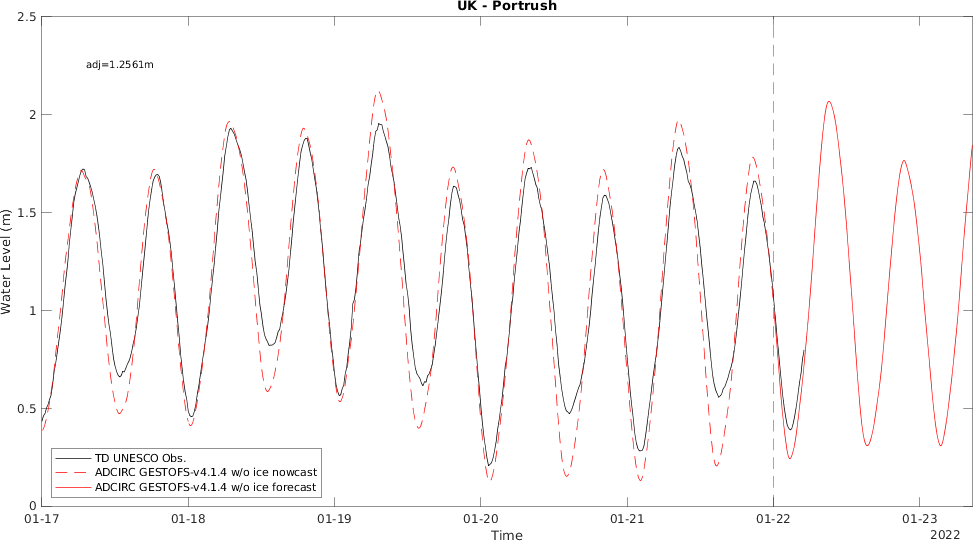 UK - Portrush
2.5
adj=1.2561m
2
1.5
Water Level (m)
1
0.5
TD UNESCO Obs.
ADCIRC GESTOFS-v4.1.4 w/o ice nowcast
ADCIRC GESTOFS-v4.1.4 w/o ice forecast
0
01-17 01-18 01-19 01-20 01-21 01-22 01-23
Time
2022